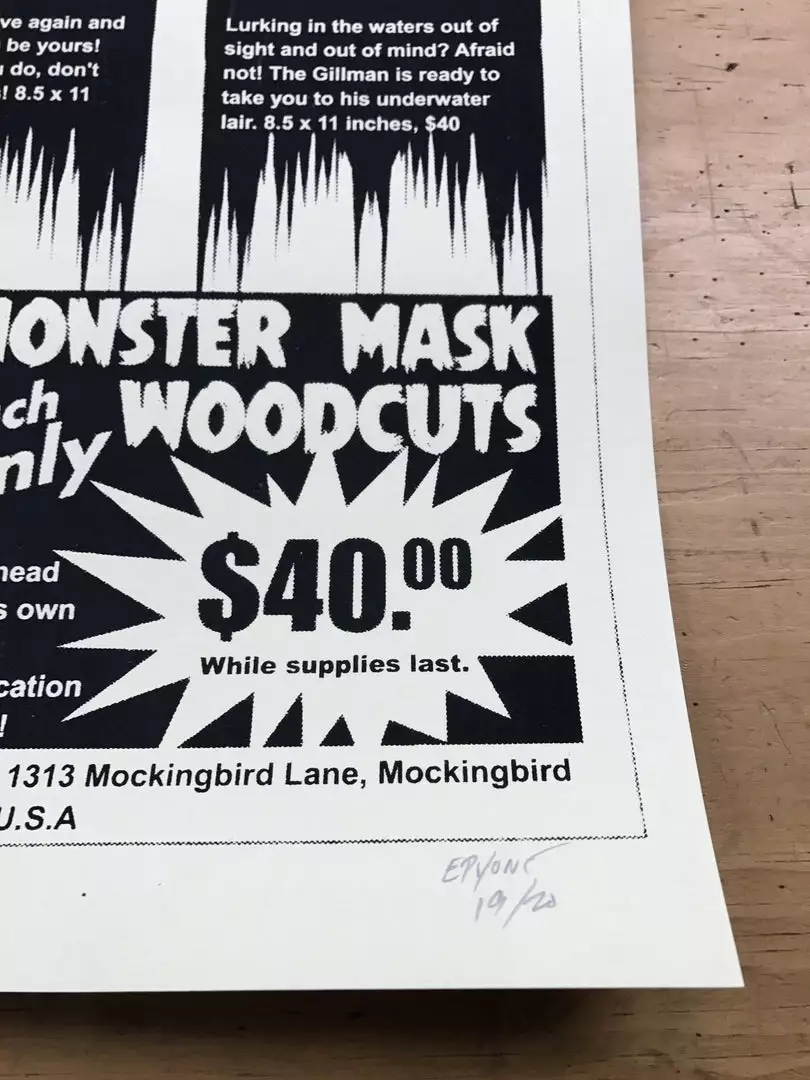 ve again and
be yours!
u do, don't
! 8.5 x 11
Lurking in the waters out of
sight and out of mind? Afraid
not! The Gillman is ready to
take you to his underwater
lair. 8.5 x 11 inches, $40
MONSTER MASK
WOODCUTS
ch
nly
$40.00
While supplies last.
head
s own
cation
!
1313 Mockingbird Lane, Mockingbird
U.S.A
EPYONE
19/20